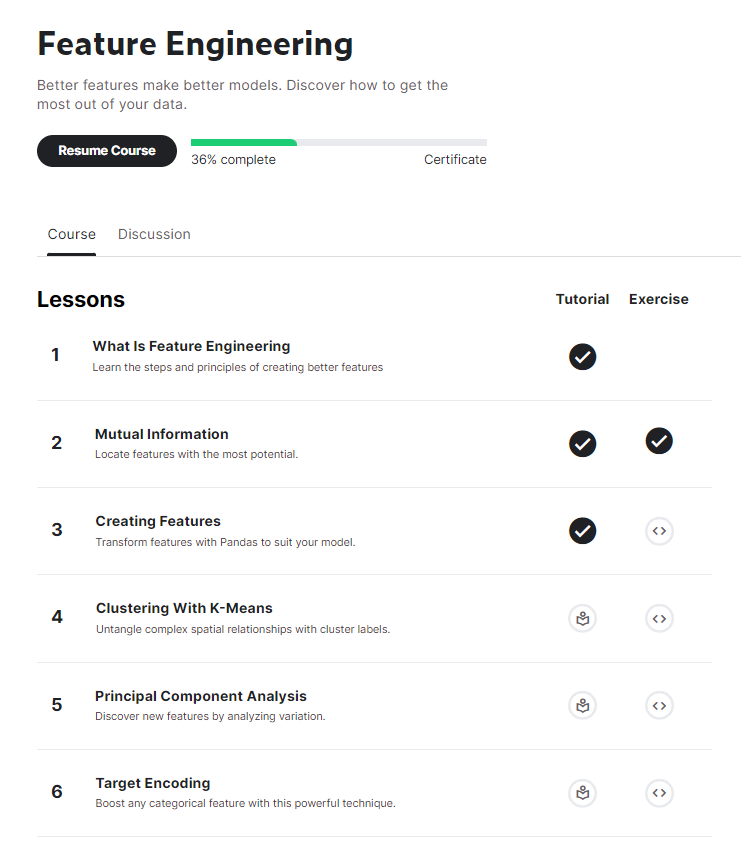 Feature Engineering
Better features make better models. Discover how to get the
most out of your data.
Resume Course
36% complete
Certificate
Course
Discussion
Lessons
Tutorial
Exercise
1
What Is Feature Engineering
Learn the steps and principles of creating better features
2
Mutual Information
Locate features with the most potential.
3
Creating Features
Transform features with Pandas to suit your model.
4
Clustering With K-Means
Untangle complex spatial relationships with cluster labels.
5
Principal Component Analysis
Discover new features by analyzing variation.
6
Target Encoding
Boost any categorical feature with this powerful technique.